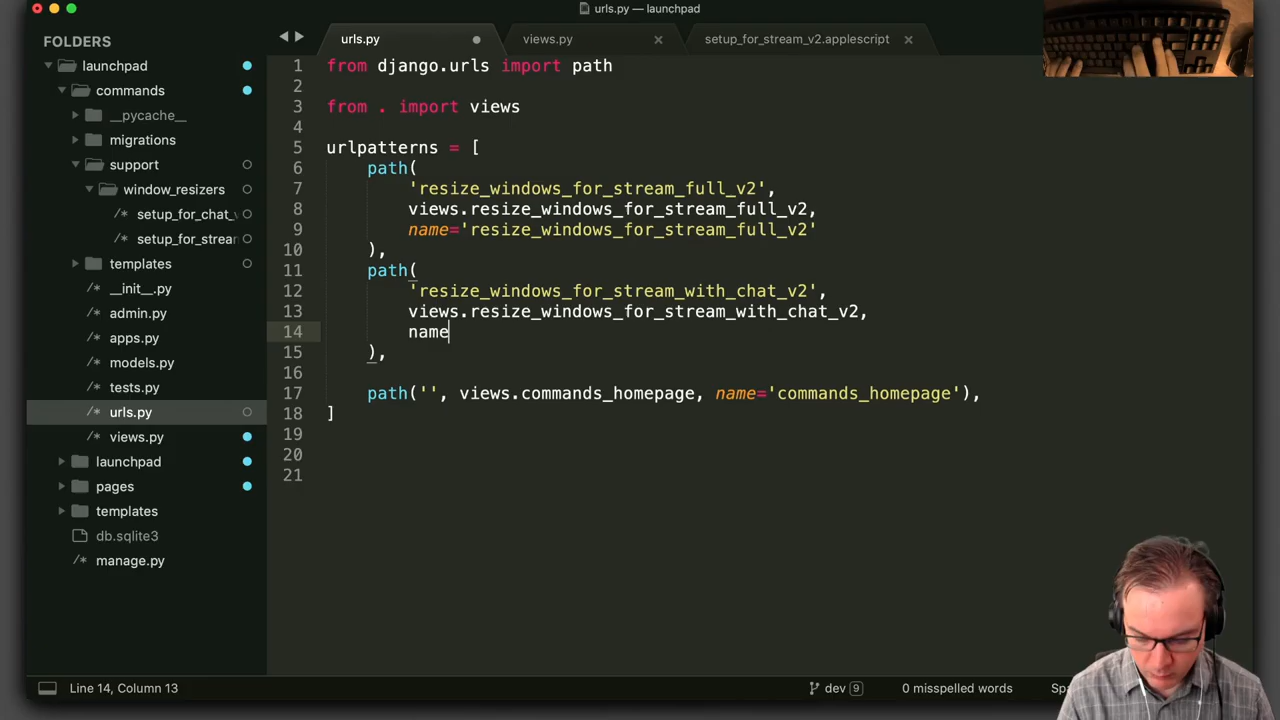 urls.py — launchpad
FOLDERS
launchpad
commands
__pycache__
migrations
support
window_resizers
setup_for_chat_v
setup_for_strear
templates
__init__.py
admin.py
apps.py
models.py
tests.py
urls.py
views.py
launchpad
pages
templates
db.sqlite3
manage.py
urls.py
views.py
setup_for_stream_v2.applescript
1 from django.urls import path
2
3 from . import views
4
5 urlpatterns = [
6 path(
7 'resize_windows_for_stream_full_v2',
8 views.resize_windows_for_stream_full_v2,
9 name='resize_windows_for_stream_full_v2'
10 ),
11 path(
12 'resize_windows_for_stream_with_chat_v2',
13 views.resize_windows_for_stream_with_chat_v2,
14 name
15 ),
16
17 path('', views.commands_homepage, name='commands_homepage'),
18 ]
19
20
21
Line 14, Column 13
dev 9
0 misspelled words